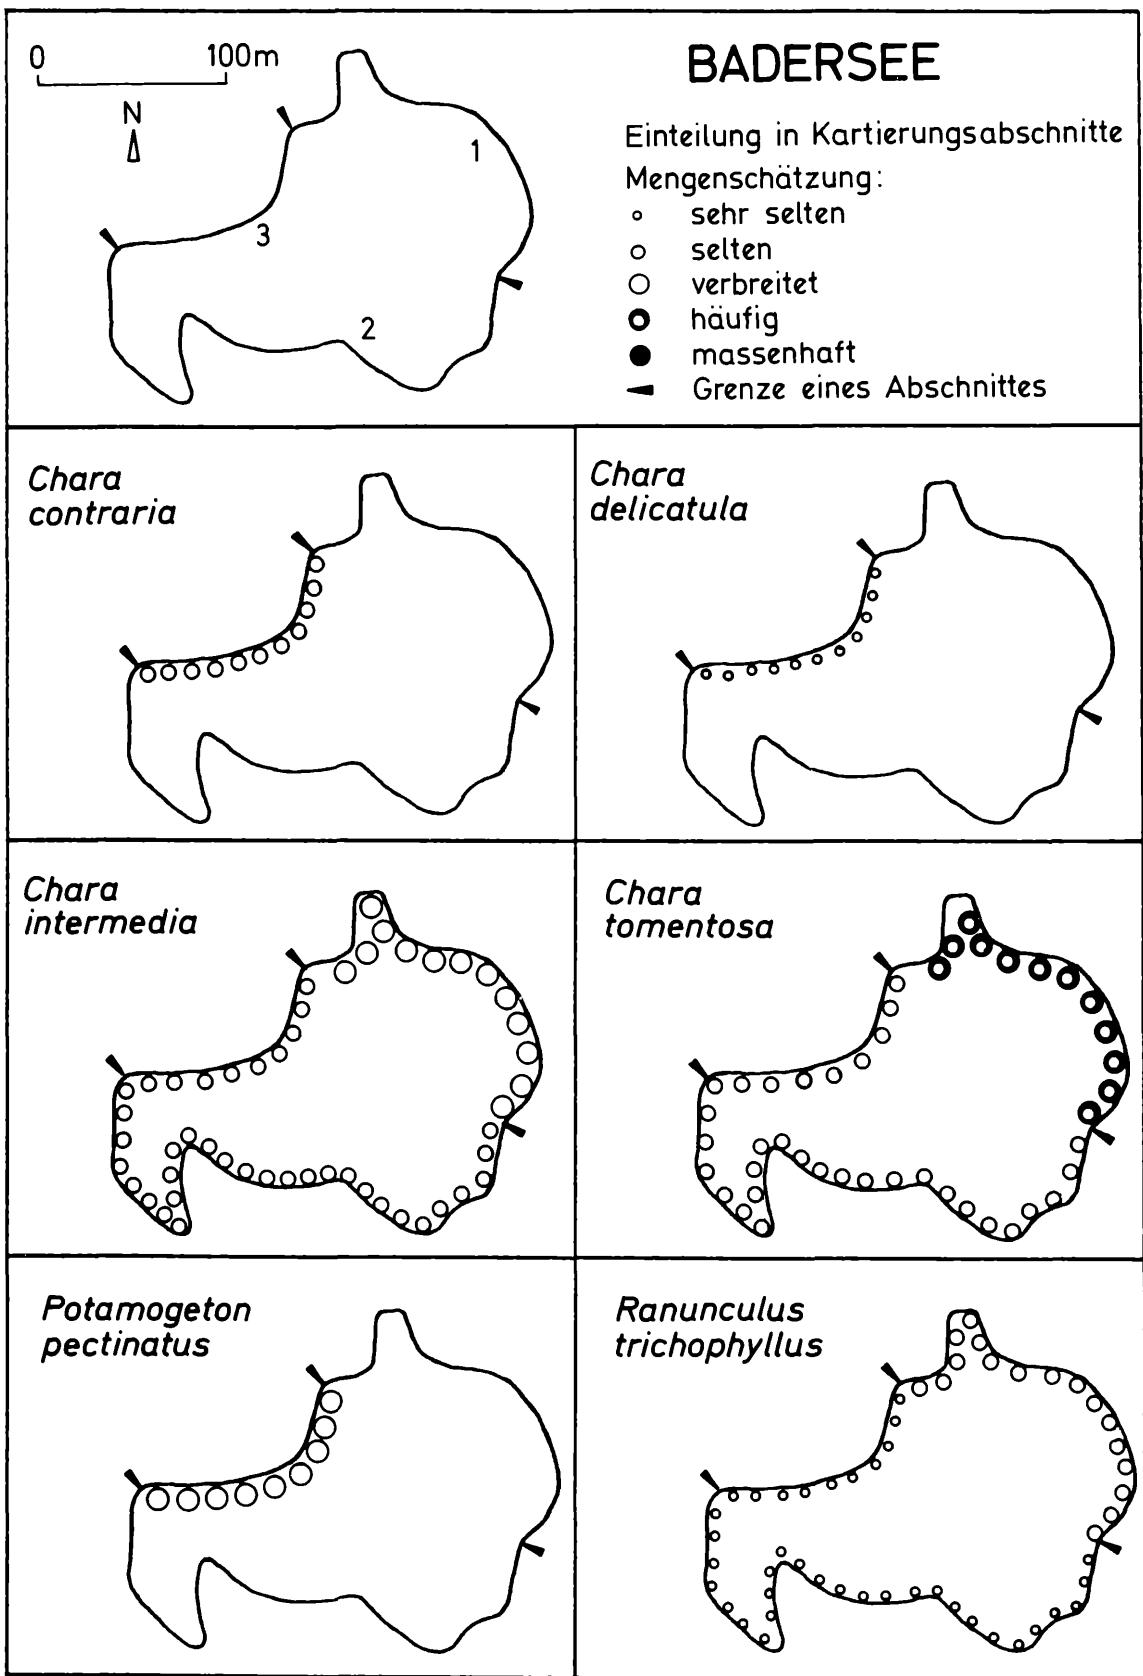 0 100m
N
1
3
2
BADERSEE
Einteilung in Kartierungsabschnitte
Mengenschätzung:
sehr selten
selten
verbreitet
häufig
massenhaft
Grenze eines Abschnittes
Chara
contraria
Chara
delicatula
Chara
intermedia
Chara
tomentosa
Potamogeton
pectinatus
Ranunculus
trichophyllus